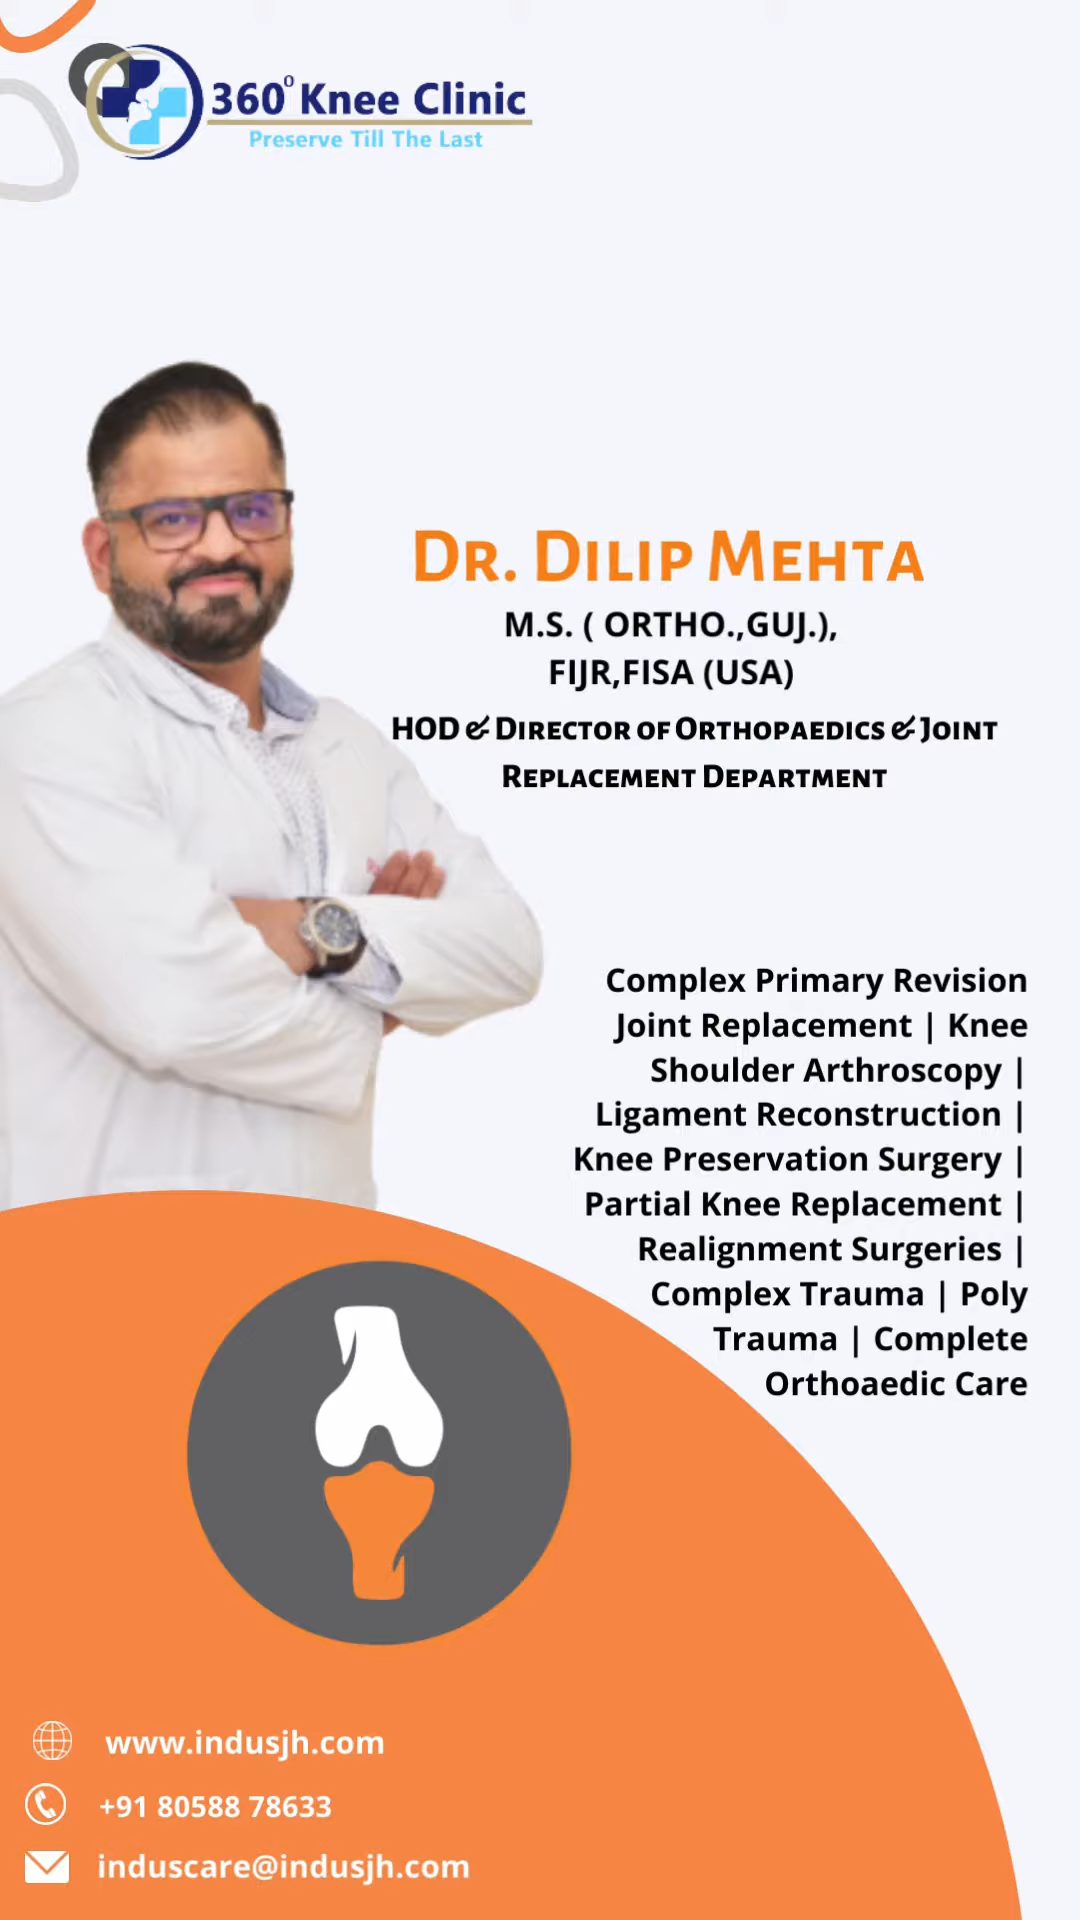 360⁰ Knee Clinic
Preserve Till The Last
Dr. Dilip Mehta
M.S. ( ORTHO.,GUJ.),
FIJR,FISA (USA)
HOD & Director of Orthopaedics & Joint
Replacement Department
Complex Primary Revision
Joint Replacement | Knee
Shoulder Arthroscopy |
Ligament Reconstruction |
Knee Preservation Surgery |
Partial Knee Replacement |
Realignment Surgeries |
Complex Trauma | Poly
Trauma | Complete
Orthoaedic Care
www.indusjh.com
+91 80588 78633
induscare@indusjh.com